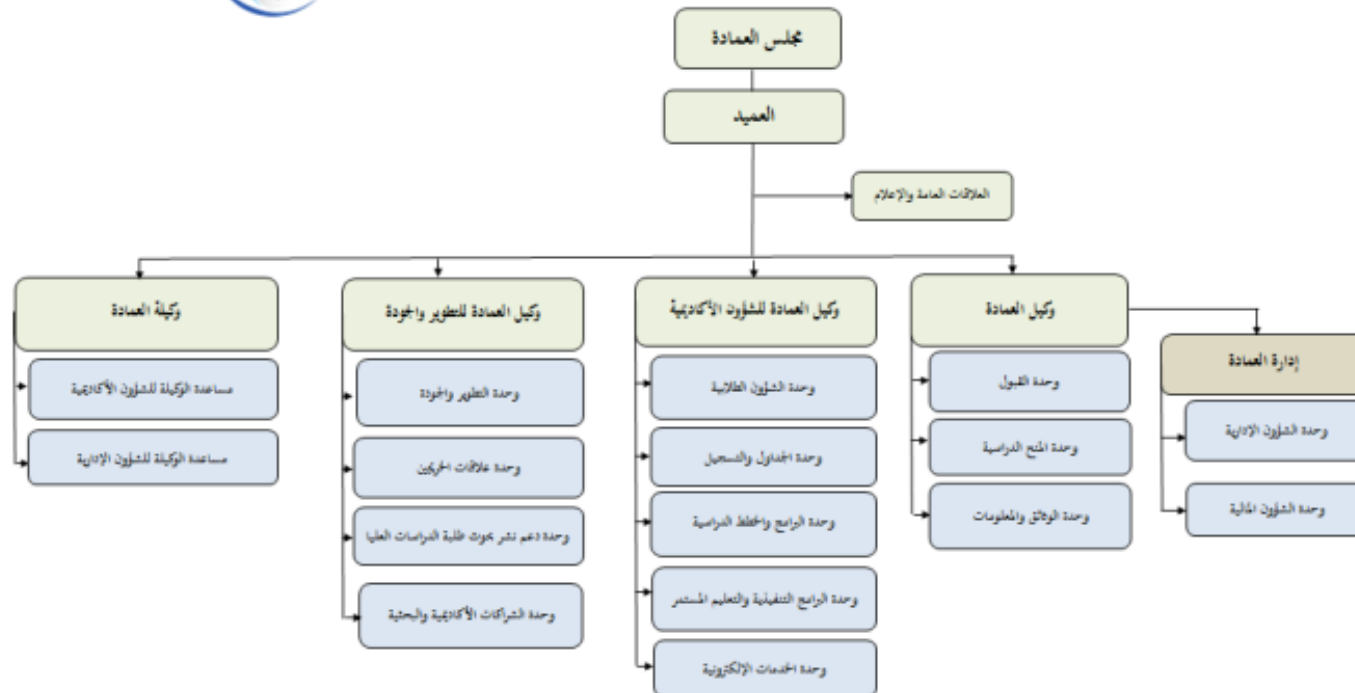 مجلس العمادة
العميد
العلاقات العامة والإعلام
وكيل العمادة
إدارة العمادة
وحدة الشؤون الإدارية
وحدة الشؤون المالية
وحدة القبول
وحدة المنح الدراسية
وحدة الوثائق والمعلومات
وكيل العمادة للشؤون الأكاديمية
وحدة الشؤون الطلابية
وحدة الجداول والتسجيل
وحدة البرامج والخطط الدراسية
وحدة البرامج التنفيذية والتعليم المستمر
وحدة الخدمات الإلكترونية
وكيل العمادة للتطوير والجودة
وحدة التطوير والجودة
وحدة علاقات الخريجين
وحدة دعم نشر بحوث طلبة الدراسات العليا
وحدة الشراكات الأكاديمية والبحثية
وكيلة العمادة
مساعدة الوكيلة للشؤون الأكاديمية
مساعدة الوكيلة للشؤون الإدارية